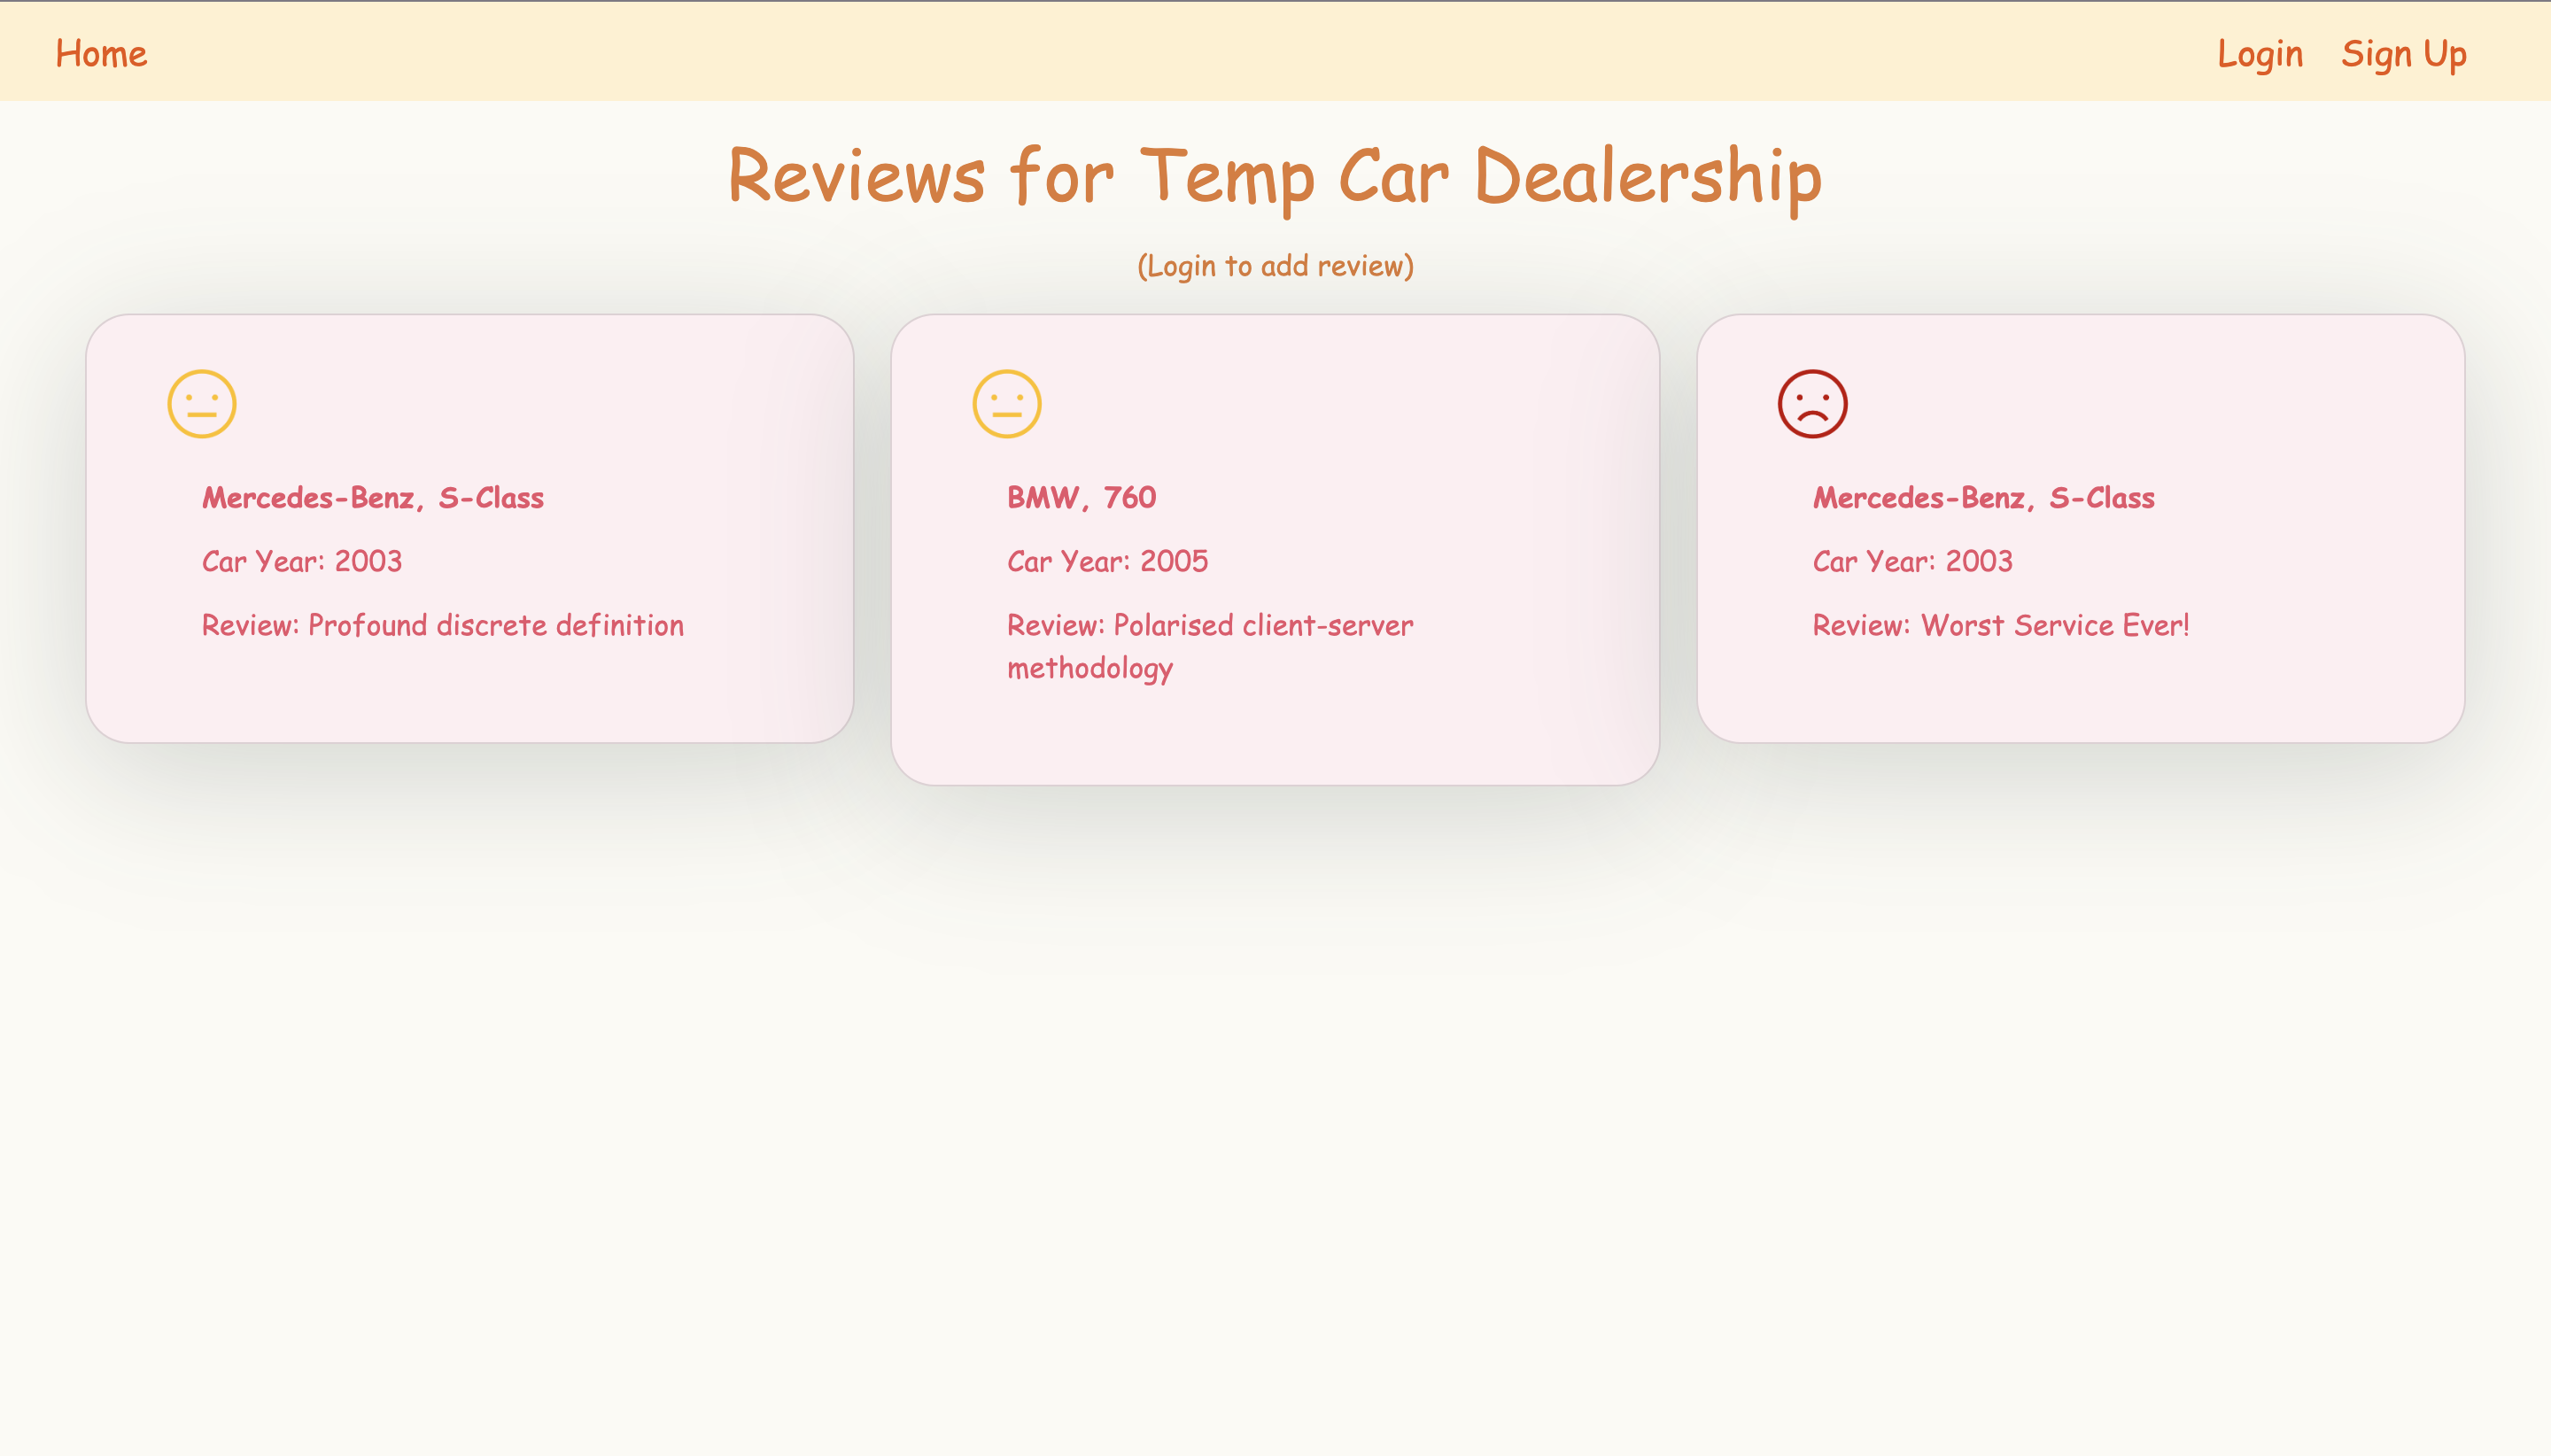 Home
Login Sign Up
Reviews for Temp Car Dealership
(Login to add review)
Mercedes-Benz, S-Class
Car Year: 2003
Review: Profound discrete definition
BMW, 760
Car Year: 2005
Review: Polarised client-server
methodology
Mercedes-Benz, S-Class
Car Year: 2003
Review: Worst Service Ever!